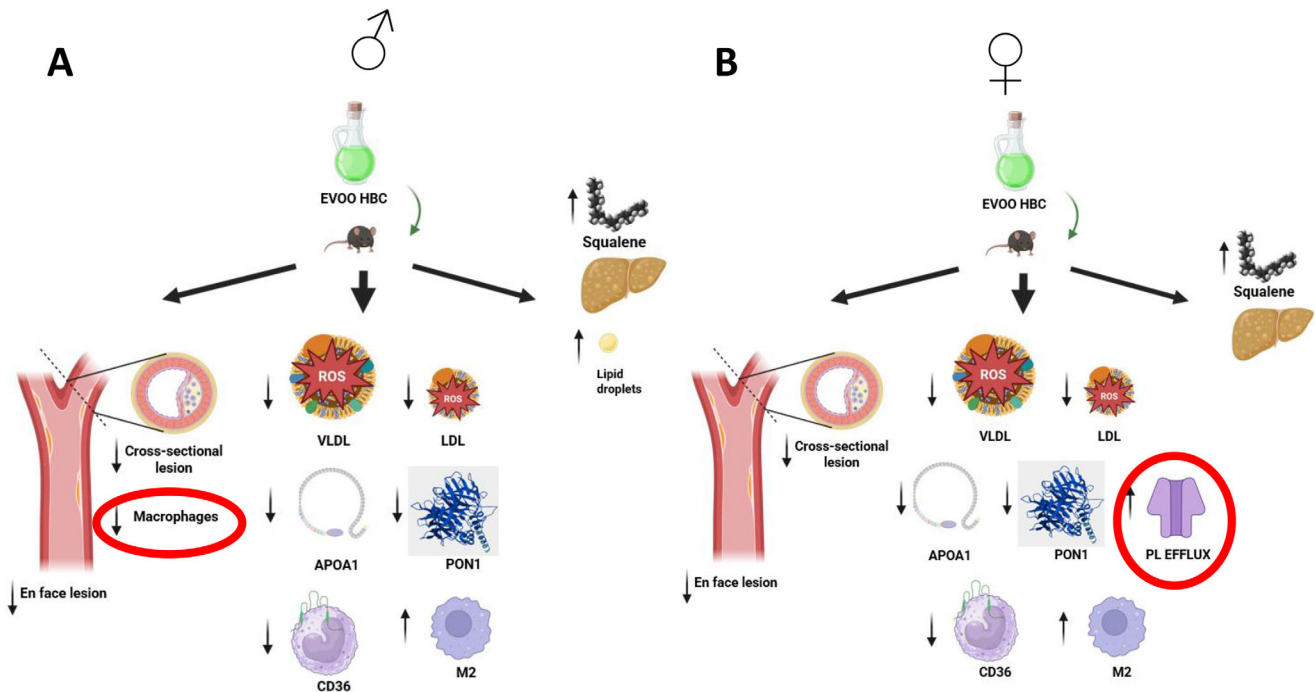 A
EVOO HBC
Squalene
Lipid
droplets
ROS
VLDL
ROS
LDL
Cross-sectional
lesion
Macrophages
APOA1
PON1
En face lesion
CD36
M2
B
EVOO HBC
Squalene
ROS
VLDL
ROS
LDL
Cross-sectional
lesion
APOA1
PON1
PL EFFLUX
En face lesion
CD36
M2